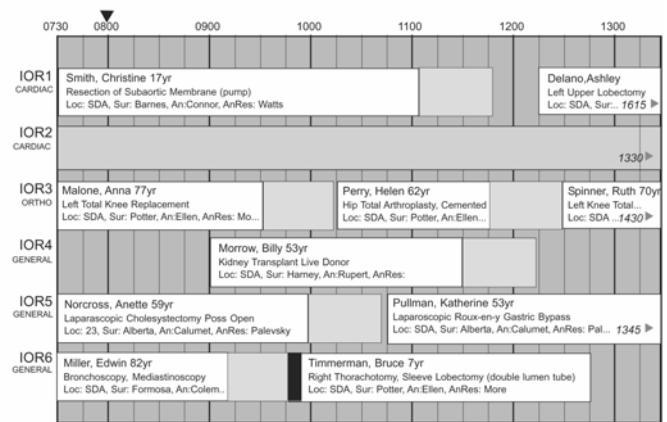 0730 0800 0900 1000 1100 1200 1300
IOR1
CARDIAC
Smith, Christine 17yr
Resection of Subaortic Membrane (pump)
Loc: SDA, Sur: Barnes, An:Connor, AnRes: Watts
Delano,Ashley
Left Upper Lobectomy
Loc: SDA, Sur:.. 1615
IOR2
CARDIAC
1330
IOR3
ORTHO
Malone, Anna 77yr
Left Total Knee Replacement
Loc: SDA, Sur: Potter, An:Ellen, AnRes: Mo...
Perry, Helen 62yr
Hip Total Arthroplasty, Cemented
Loc: SDA, Sur: Potter, An:Ellen...
Spinner, Ruth 70yr
Left Knee Total...
Loc: SDA ...1430
IOR4
GENERAL
Morrow, Billy 53yr
Kidney Transplant Live Donor
Loc: SDA, Sur: Harney, An:Rupert, AnRes:
IOR5
GENERAL
Norcross, Anette 59yr
Laparascopic Cholesystectomy Poss Open
Loc: 23, Sur: Alberta, An:Calumet, AnRes: Palevsky
Pullman, Katherine 53yr
Laparoscopic Roux-en-y Gastric Bypass
Loc: SDA, Sur: Alberta, An:Calumet, AnRes: Pal... 1345
IOR6
GENERAL
Miller, Edwin 82yr
Bronchoscopy, Mediastinoscopy
Loc: SDA, Sur: Formosa, An:Colem..
Timmerman, Bruce 7yr
Right Thorachotomy, Sleeve Lobectomy (double lumen tube)
Loc: SDA, Sur: Potter, An:Ellen, AnRes: More